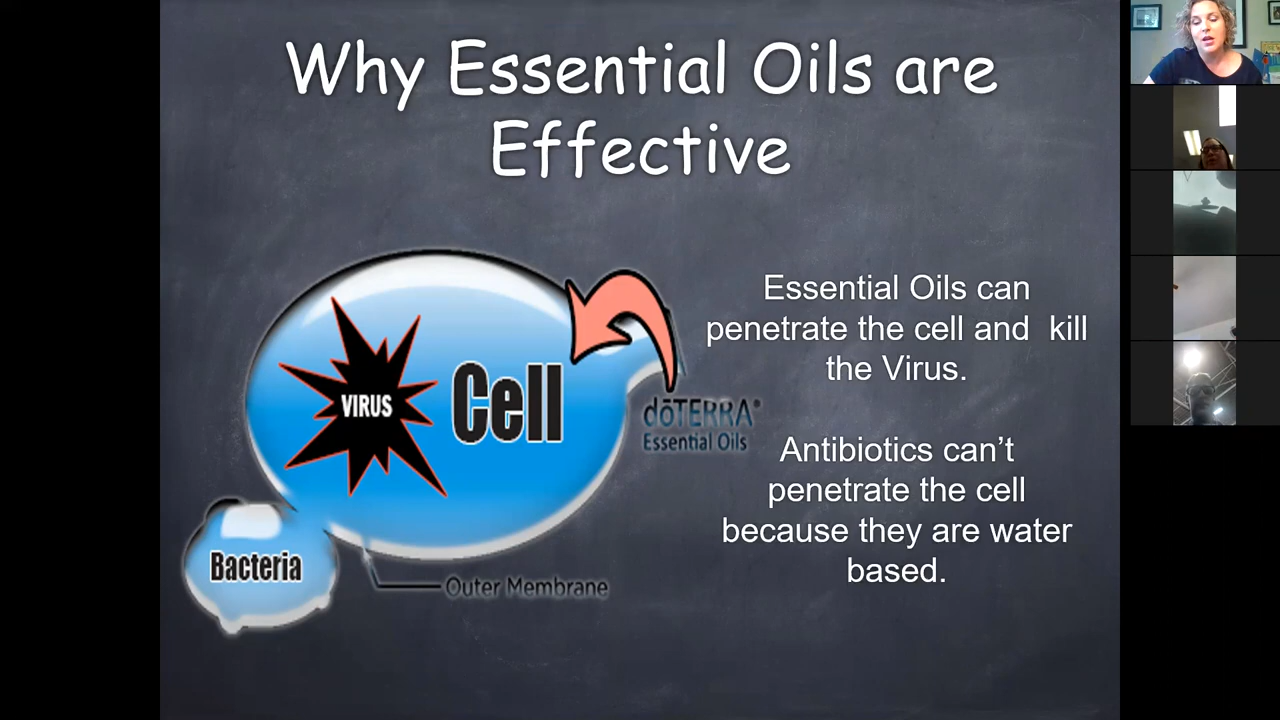 Why Essential Oils are
Effective
Essential Oils can
penetrate the cell and kill
the Virus.
VIRUS
Cell
dōTERRA®
Essential Oils
Antibiotics can’t
penetrate the cell
because they are water
based.
Bacteria
Outer Membrane